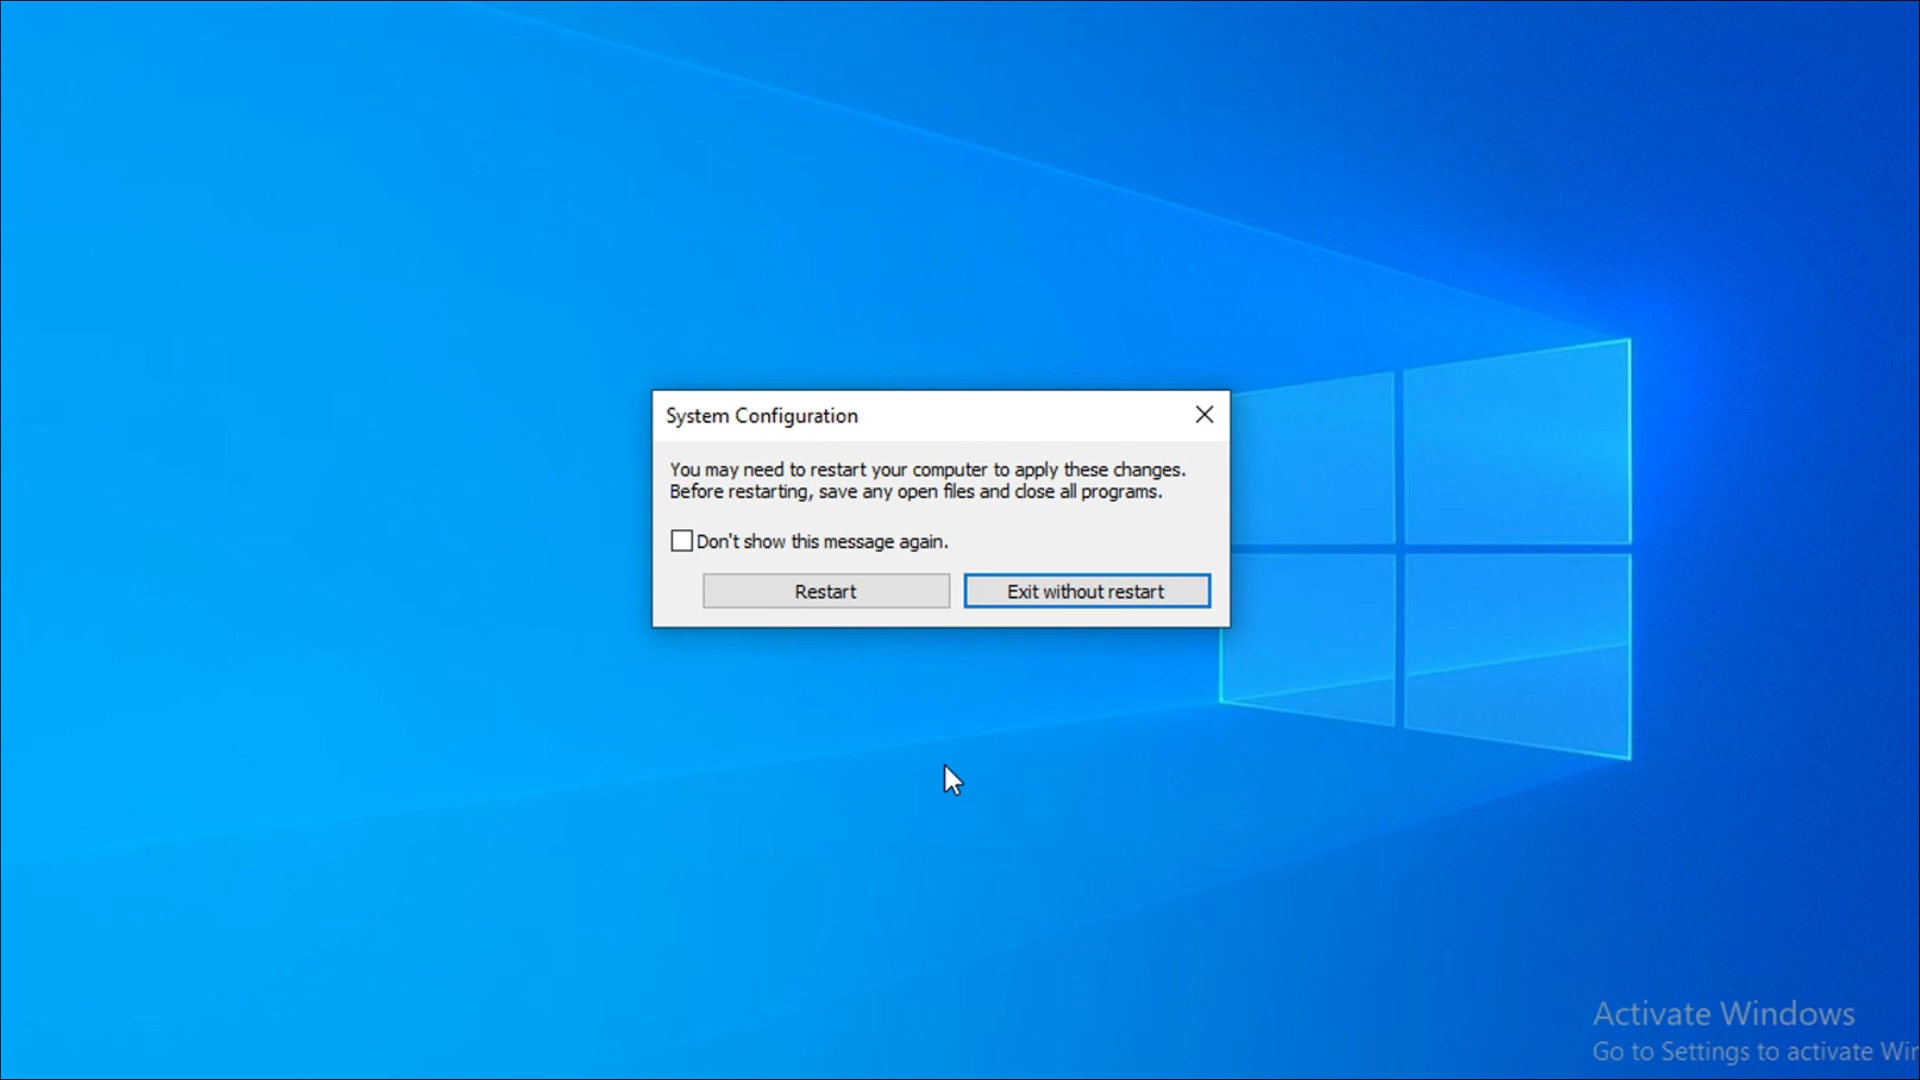 System Configuration
You may need to restart your computer to apply these changes.
Before restarting, save any open files and close all programs.
Don't show this message again.
Restart
Exit without restart
Activate Windows
Go to Settings to activate